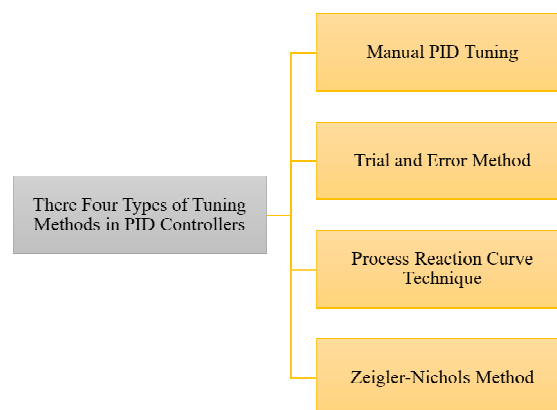 Manual PID Tuning
Trial and Error Method
There Four Types of Tuning
Methods in PID Controllers
Process Reaction Curve
Technique
Zeigler-Nichols Method